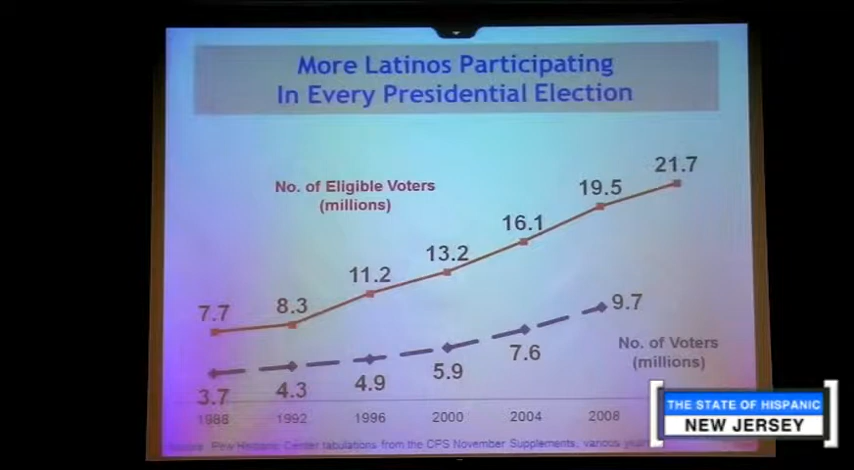 More Latinos Participating
In Every Presidential Election
No. of Eligible Voters
(millions)
7.7
8.3
11.2
13.2
16.1
19.5
21.7
3.7
4.3
4.9
5.9
7.6
9.7
No. of Voters
(millions)
1988
1992
1996
2000
2004
2008
Pew Hispanic Center tabulations from the CPS November Supplements, various
THE STATE OF HISPANIC
NEW JERSEY